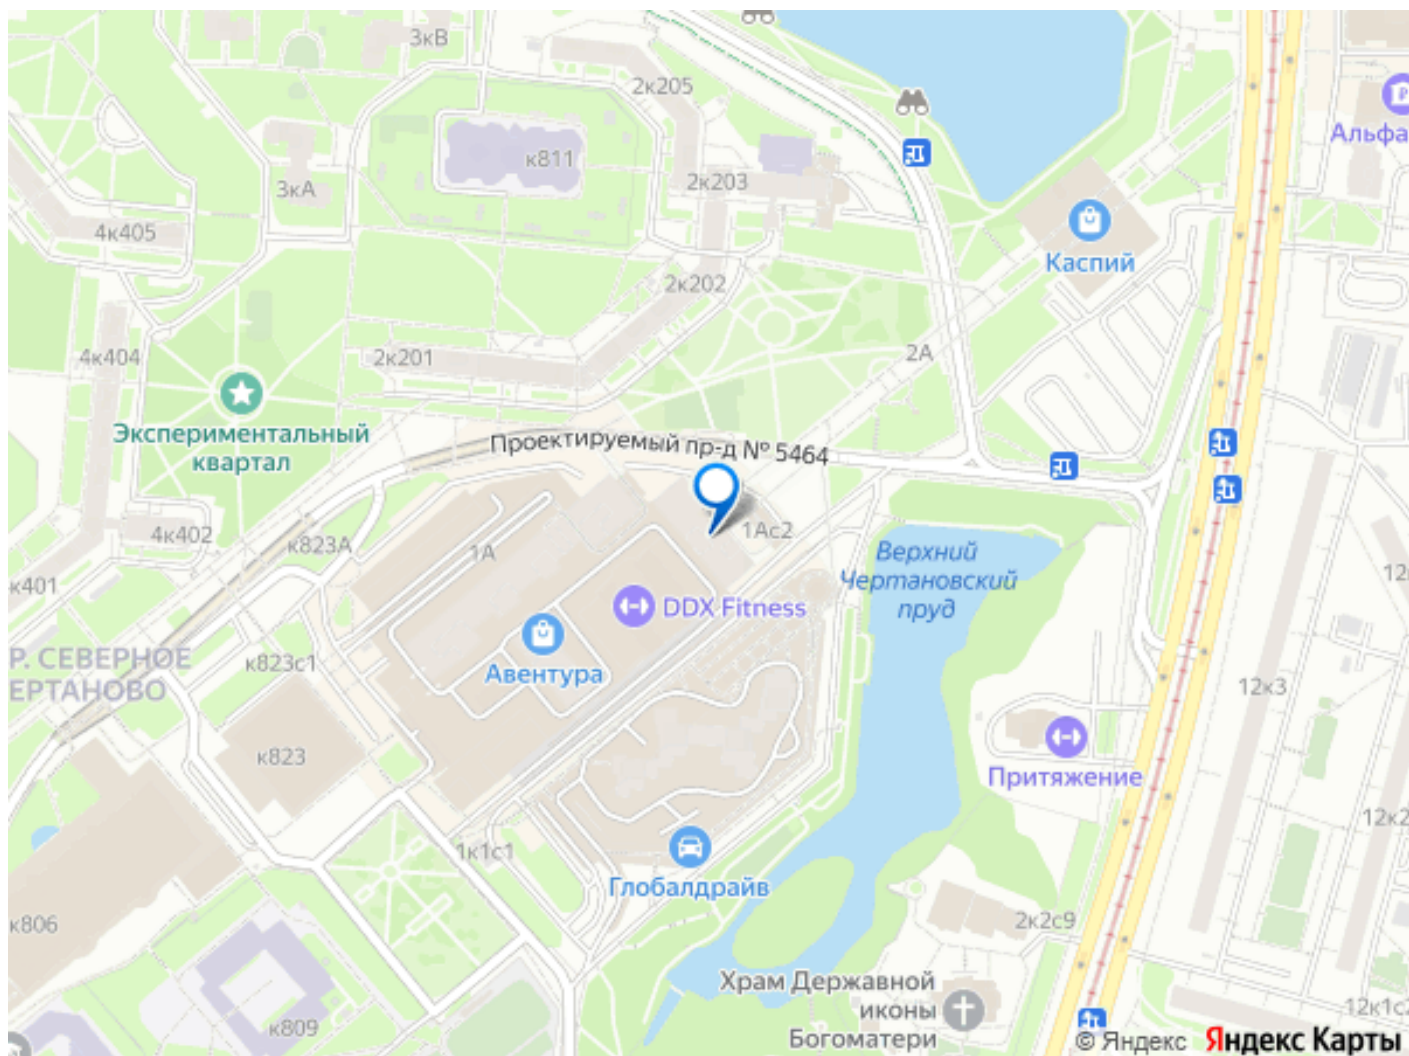 3кВ
2к205
Альфа
к811
2к203
3кА
4к405
Каспий
2к202
4к404
2к201
2А
Экспериментальный
квартал
Проектируемый пр-д № 5464
4к402
к823А
1А
1Ас2
Верхний
Чертановский
пруд
12
к401
DDX Fitness
Р. СЕВЕРНОЕ
ЕРТАНОВО
к823с1
Авентура
12к3
к823
Притяжение
12к2
1к1с1
Глобалдрайв
к806
2к2с9
Храм Державной
иконы
Богоматери
12к1с2
к809
© Яндекс Яндекс Карты